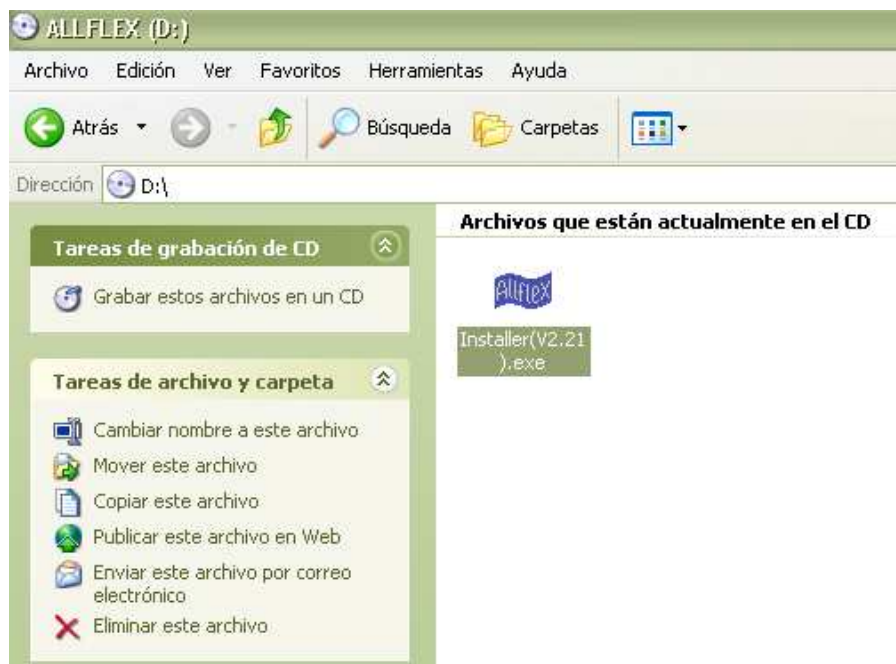 ALLFLEX (D:)
Archivo Edición Ver Favoritos Herramientas Ayuda
Atrás Búsqueda Carpetas
Dirección D:\
Archivos que están actualmente en el CD
Tareas de grabación de CD
Grabar estos archivos en un CD
Allflex
Installer(V2.21
).exe
Tareas de archivo y carpeta
Cambiar nombre a este archivo
Mover este archivo
Copiar este archivo
Publicar este archivo en Web
Enviar este archivo por correo
electrónico
Eliminar este archivo